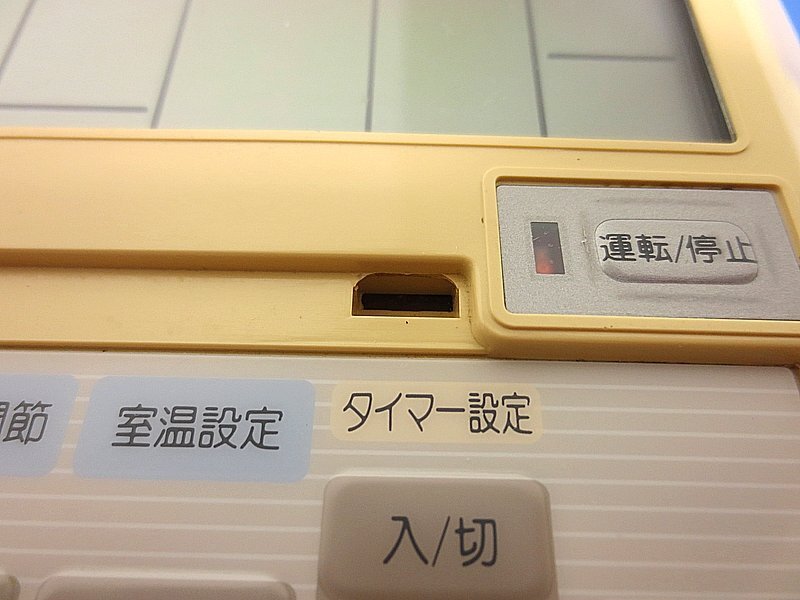 運転/停止
節
室温設定
タイマー設定
入/切